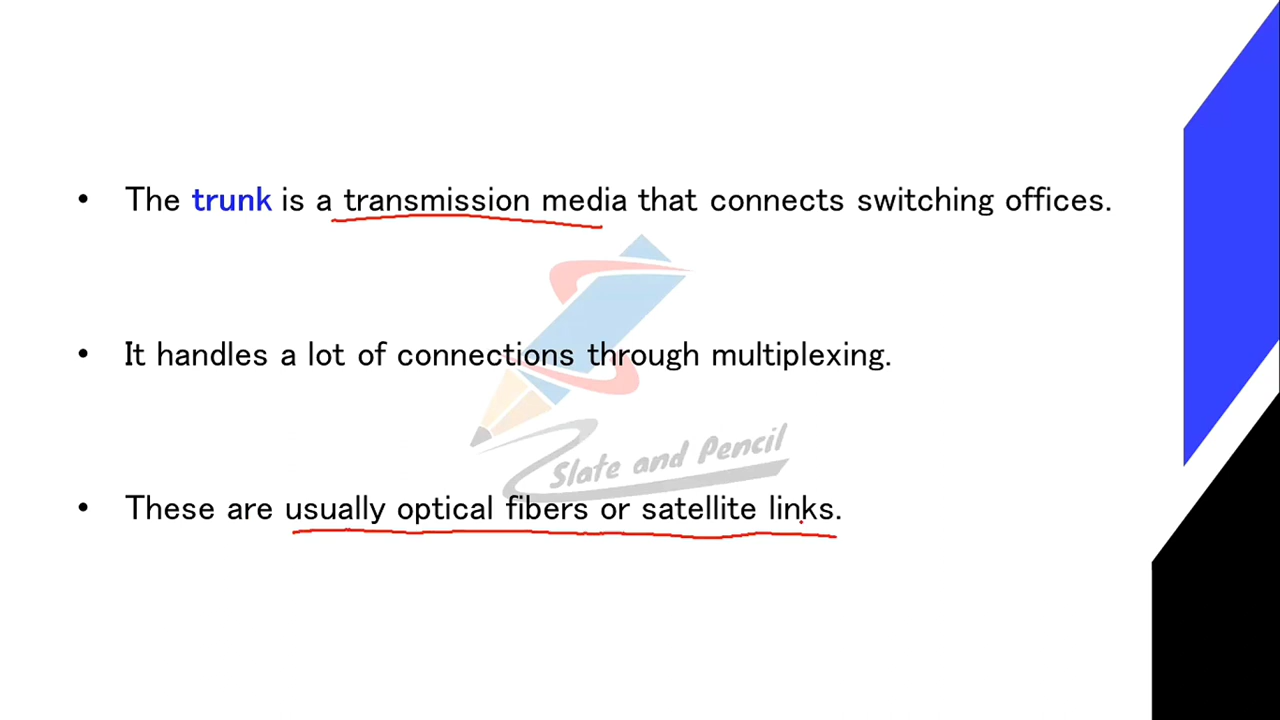 • The trunk is a transmission media that connects switching offices.
• It handles a lot of connections through multiplexing.
Slate and Pencil
• These are usually optical fibers or satellite links.